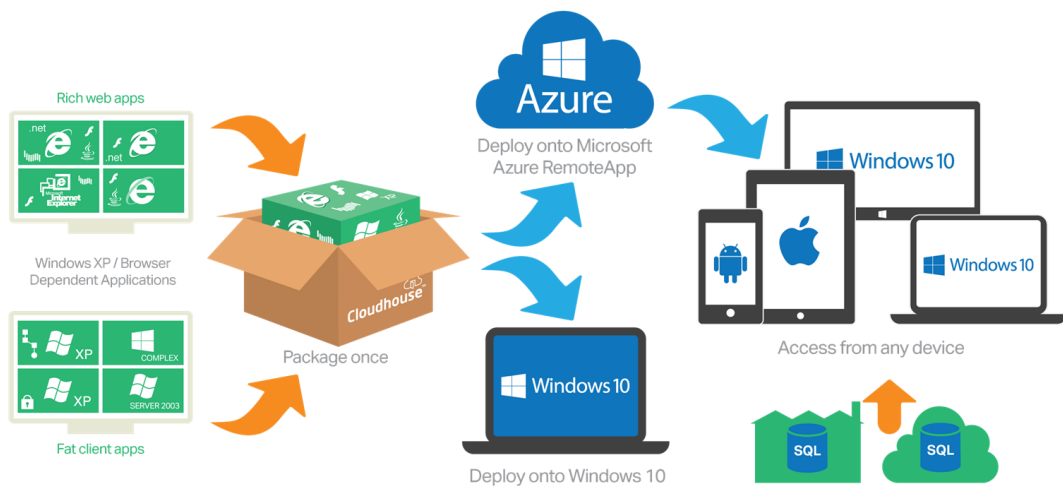 Rich web apps
.net
.net
Microsoft
Internet
Explorer
Windows XP / Browser
Dependent Applications
XP
COMPLEX
XP
SERVER 2003
Fat client apps
Cloudhouse™
Package once
Azure
Deploy onto Microsoft
Azure RemoteApp
Windows 10
Deploy onto Windows 10
Windows 10
Windows 10
Access from any device
SQL
SQL